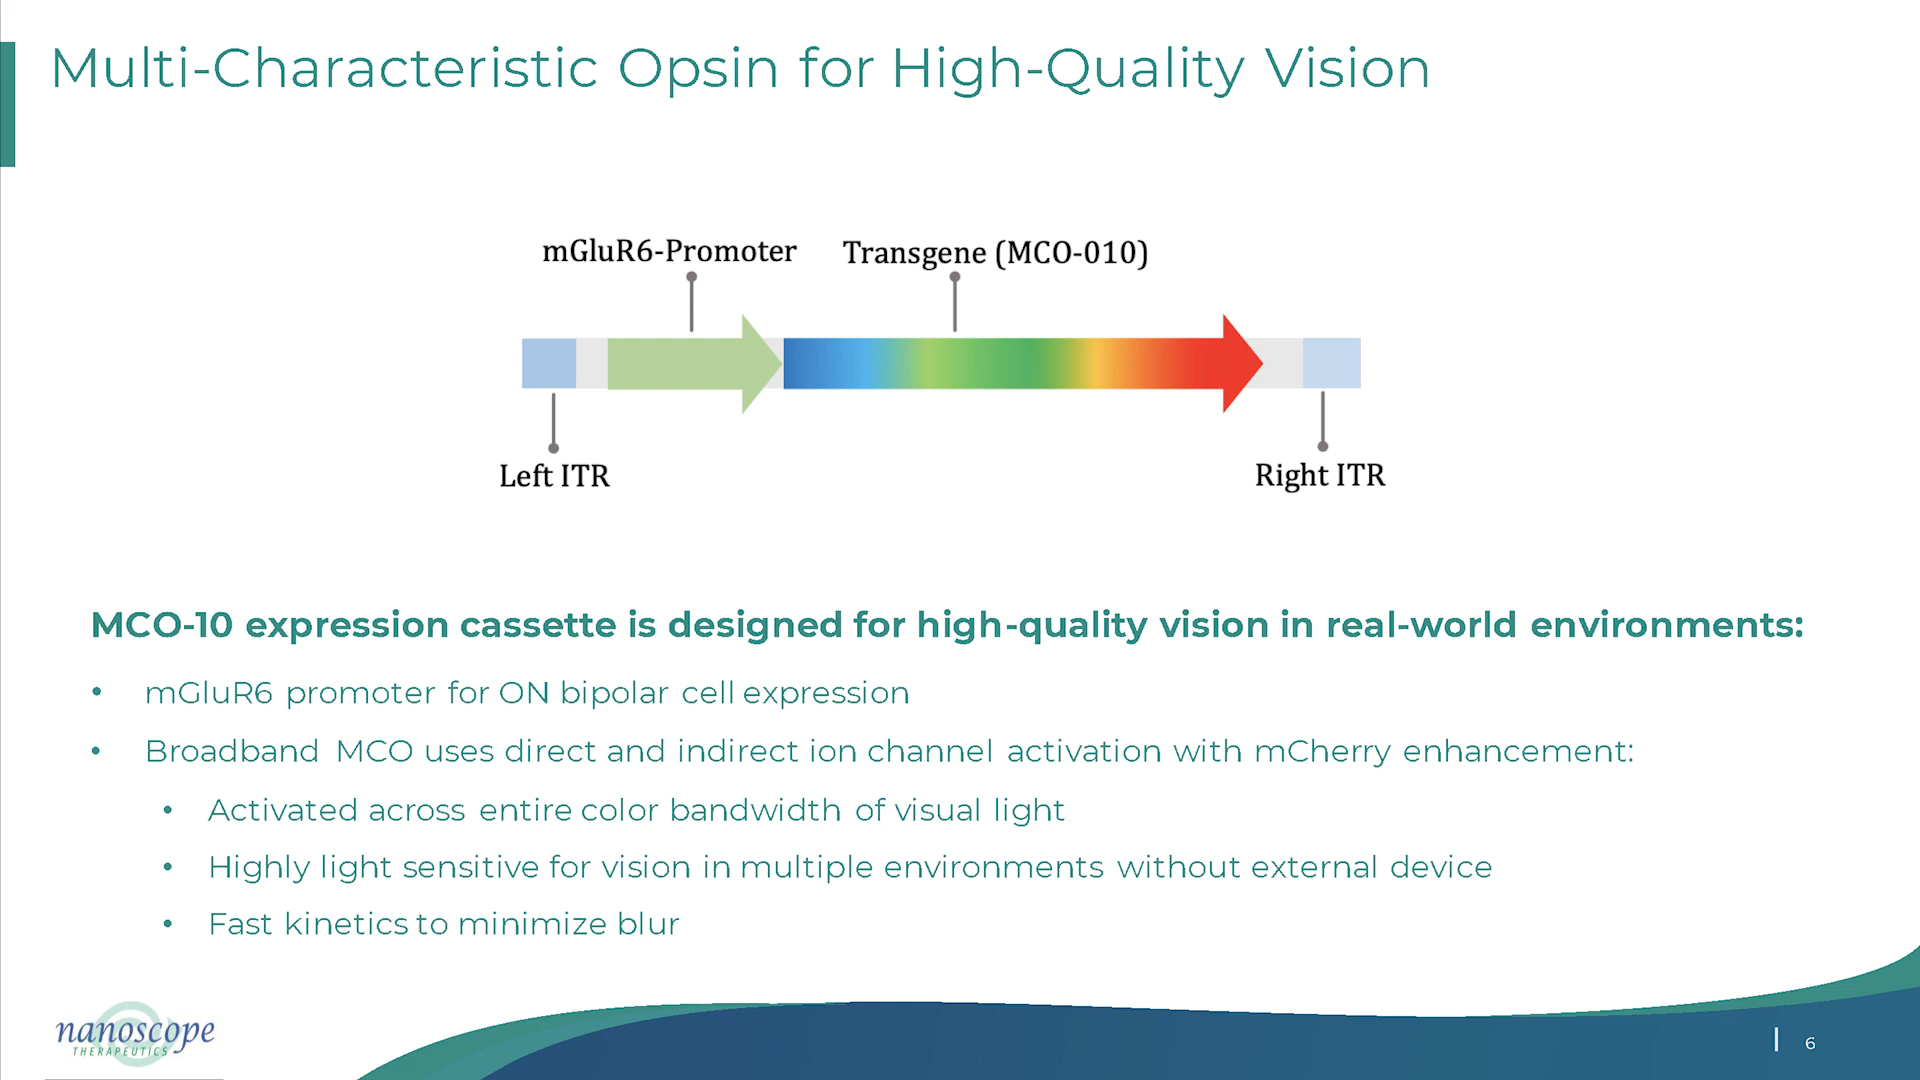 Multi-Characteristic Opsin for High-Quality Vision
mGluR6-Promoter
Transgene (MCO-010)
Left ITR
Right ITR
MCO-10 expression cassette is designed for high-quality vision in real-world environments:
• mGluR6 promoter for ON bipolar cell expression
• Broadband MCO uses direct and indirect ion channel activation with mCherry enhancement:
• Activated across entire color bandwidth of visual light
• Highly light sensitive for vision in multiple environments without external device
• Fast kinetics to minimize blur
nanoscope
THERAPEUTICS
| 6